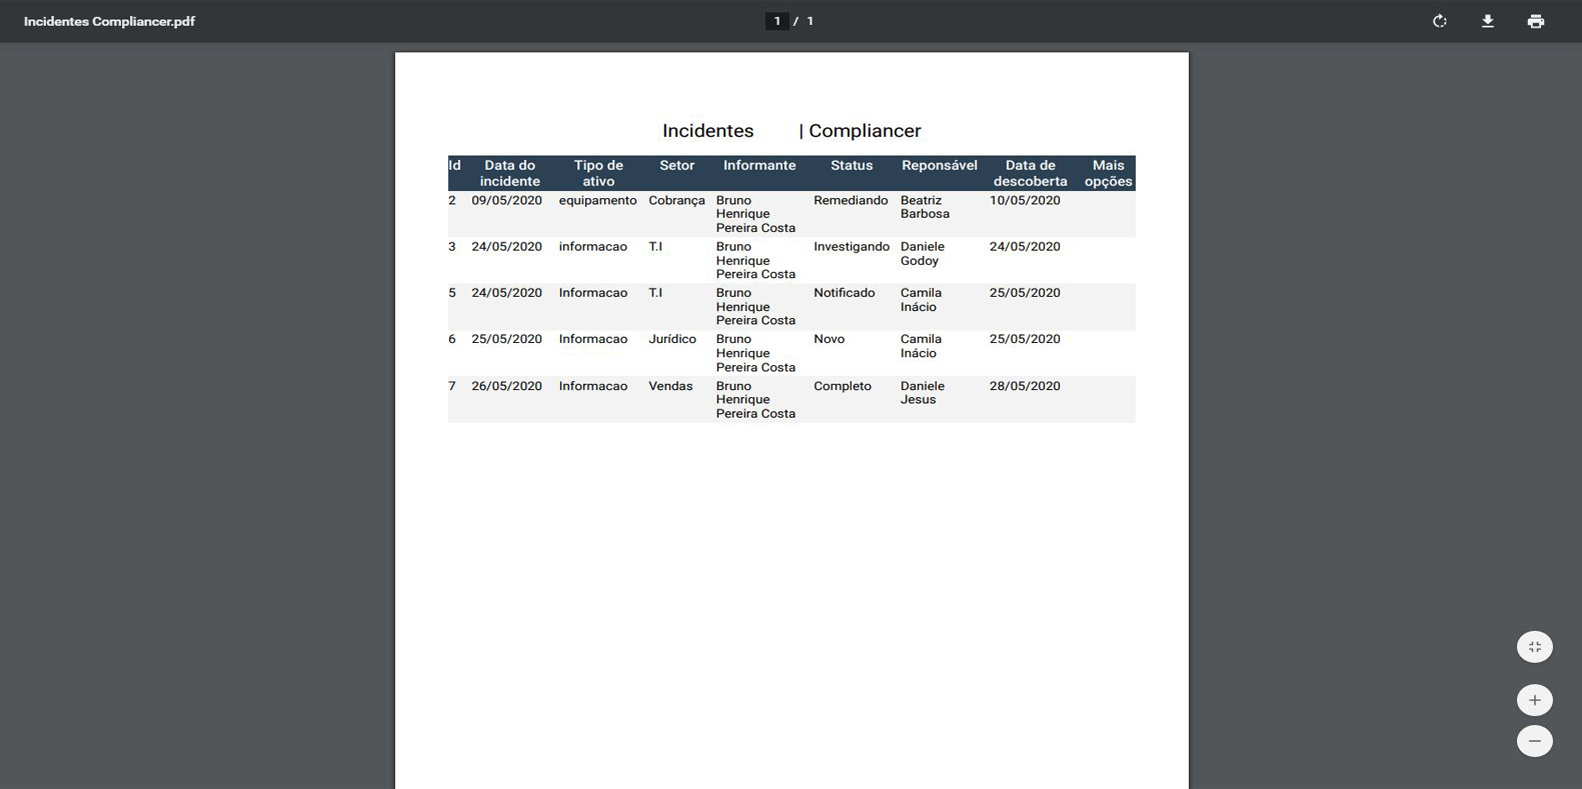 Incidentes Compliancer.pdf
1 / 1
Incidentes | Compliancer
Id Data do incidente Tipo de ativo Setor Informante Status Reponsável Data de descoberta Mais opções
2 09/05/2020 equipamento Cobrança Bruno Henrique Pereira Costa Remediando Beatriz Barbosa 10/05/2020
3 24/05/2020 informacao T.I Bruno Henrique Pereira Costa Investigando Daniele Godoy 24/05/2020
5 24/05/2020 Informacao T.I Bruno Henrique Pereira Costa Notificado Camila Inácio 25/05/2020
6 25/05/2020 Informacao Jurídico Bruno Henrique Pereira Costa Novo Camila Inácio 25/05/2020
7 26/05/2020 Informacao Vendas Bruno Henrique Pereira Costa Completo Daniele Jesus 28/05/2020